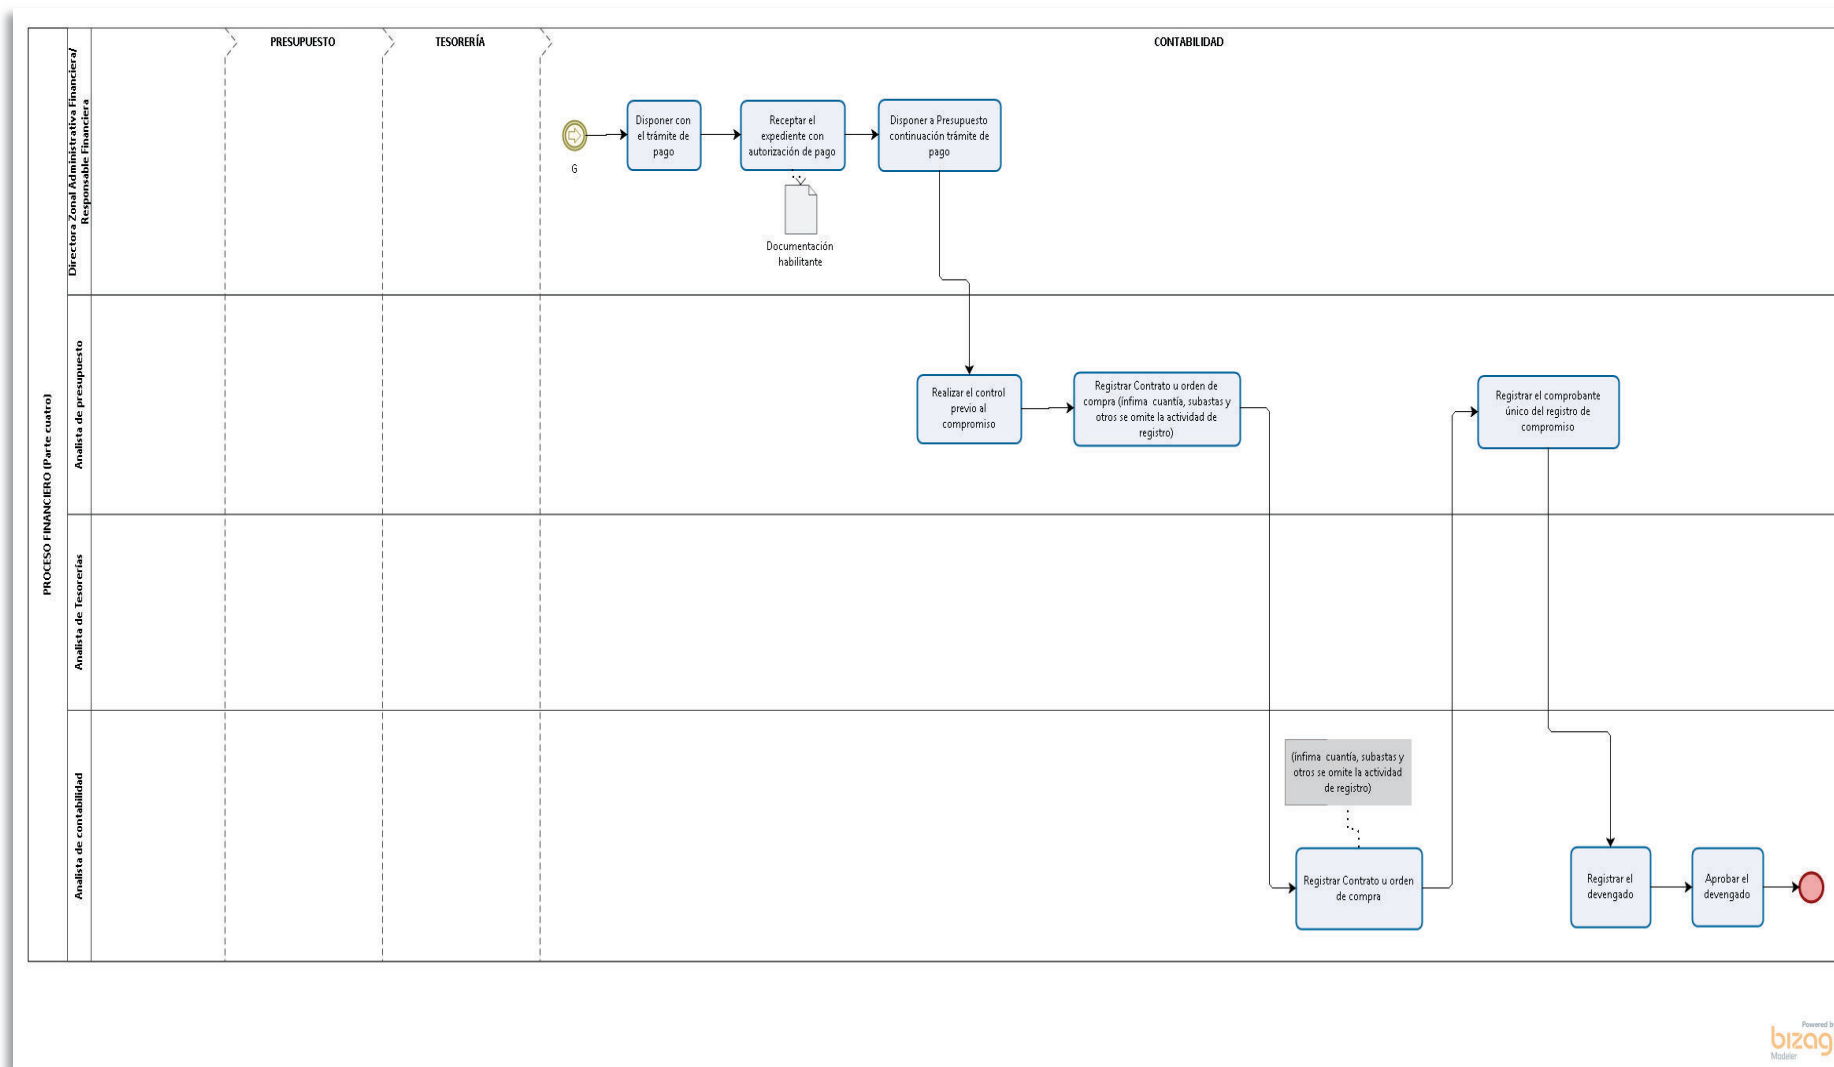 PRESUPUESTO
TESORERÍA
CONTABILIDAD
PROCESO FINANCIERO (Parte cuatro)
Directora Zonal Administrativa Financiera/
Responsable Financiera
G
Disponer con
el trámite de
pago
Receptar el
expediente con
autorización de pago
Disponer a Presupuesto
continuación trámite de
pago
Documentación
habilitante
Analista de presupuesto
Realizar el control
previo al
compromiso
Registrar Contrato u orden de
compra (ínfima cuantía, subastas y
otros se omite la actividad de
registro)
Registrar el comprobante
único del registro de
compromiso
Analista de Tesorerías
Analista de contabilidad
(ínfima cuantía, subastas y
otros se omite la actividad
de registro)
Registrar Contrato u orden
de compra
Registrar el
devengado
Aprobar el
devengado
Powered by
bizag
Modeler